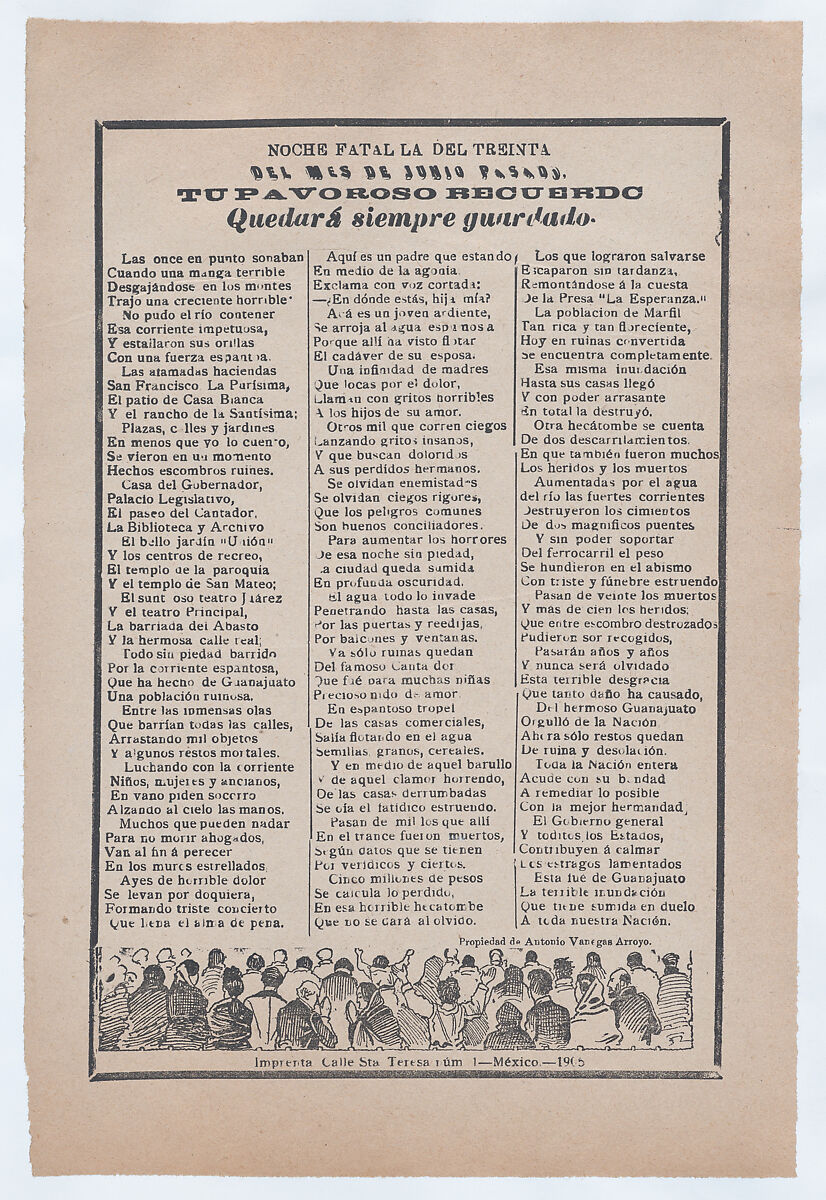 NOCHE FATAL LA DEL TREINTA
DEL MES DE JUNIO PASADO,
TU PAVOROSO RECUERDO
Quedará siempre guardado.
Las once en punto sonaban
Cuando una manga terrible
Desgajándose en los montes
Trajo una creciente horrible
No pudo el río contener
Esa corriente impetuosa,
Y estallaron sus orillas
Con una fuerza espantosa.
Las afamadas haciendas
San Francisco La Purísima,
El patio de Casa Blanca
Y el rancho de la Santísima;
Plazas, calles y jardines
En menos que yo lo cuento,
Se vieron en un momento
Hechos escombros ruines.
Casa del Gobernador,
Palacio Legislativo,
El paseo del Cantador,
La Biblioteca y Archivo
El bello jardín "Unión"
Y los centros de recreo,
El templo de la parroquia
Y el templo de San Mateo;
El suntuoso teatro Juárez
Y el teatro Principal,
La barriada del Abasto
Y la hermosa calle real;
Todo sin piedad barrido
Por la corriente espantosa,
Que ha hecho de Guanajuato
Una población ruinosa.
Entre las inmensas olas
Que barrían todas las calles,
Arrastando mil objetos
Y algunos restos mortales.
Luchando con la corriente
Niños, mujeres y ancianos,
En vano piden socorro
Alzando al cielo las manos.
Muchos que pueden nadar
Para no morir ahogados,
Van al fin á perecer
En los muros estrellados.
Ayes de horrible dolor
Se levan por doquiera,
Formando triste concierto
Que llena el alma de pena.
Aquí es un padre que estando
En medio de la agonía
Exclama con voz cortada:
—¿En dónde estás, hija mía?
Acá es un joven ardiente,
Se arroja al agua espinosa
Porque allí ha visto flotar
El cadáver de su esposa.
Una infinidad de madres
Que locas por el dolor,
Llaman con gritos horribles
A los hijos de su amor.
Otros mil que corren ciegos
Lanzando gritos insanos,
Y que buscan doloridos
A sus perdidos hermanos.
Se olvidan enemistades
Se olvidan ciegos rigores,
Que los peligros comunes
Son buenos conciliadores.
Para aumentar los horrores
De esa noche sin piedad,
La ciudad queda sumida
En profunda oscuridad.
El agua todo lo invade
Penetrando hasta las casas,
Por las puertas y reedijas,
Por balcones y ventanas.
Ya sólo ruinas quedan
Del famoso Cantador
Que fué para muchas niñas
Precioso nido de amor
En espantoso tropel
De las casas comerciales,
Salía flotando en el agua
Semillas, granos, cereales.
Y en medio de aquel barullo
Y de aquel clamor horrendo,
De las casas derrumbadas
Se oía el fatídico estruendo.
Pasan de mil los que allí
En el trance fueron muertos,
Según datos que se tienen
Por verídicos y ciertos.
Cinco millones de pesos
Se calcula lo perdido,
En esa horrible hecatombe
Que no se dará al olvido.
Los que lograron salvarse
Escaparon sin tardanza,
Remontándose á la cuesta
De la Presa "La Esperanza."
La poblacion de Marfil
Tan rica y tan floreciente,
Hoy en ruinas convertida
Se encuentra completamente.
Esa misma inundación
Hasta sus casas llegó
Y con poder arrasante
En total la destruyó.
Otra hecátombe se cuenta
De dos descarrilamientos.
En que también fueron muchos
Los heridos y los muertos
Aumentadas por el agua
del río las fuertes corrientes
Destruyeron los cimientos
De dos magnificos puentes
Y sin poder soportar
Del ferrocarril el peso
Se hundieron en el abismo
Con triste y fúnebre estruendo
Pasan de veinte los muertos
Y más de cien los heridos;
Que entre escombro destrozados
Pudieron ser recogidos,
Pasarán años y años
Y nunca será olvidado
Esta terrible desgracia
Que tanto daño ha causado,
Del hermoso Guanajuato
Orgulló de la Nación
Ahora sólo restos quedan
De ruina y desolación.
Toda la Nación entera
Acude con su bondad
A remediar lo posible
Con la mejor hermandad,
El Gobierno general
Y toditos los Estados,
Contribuyen á calmar
Los estragos lamentados
Esta fué de Guanajuato
La terrible inundación
Que tiene sumida en duelo
A toda nuestra Nación.
Propiedad de Antonio Vanegas Arroyo.
Imprenta Calle Sta Teresa núm 1—México.—1905